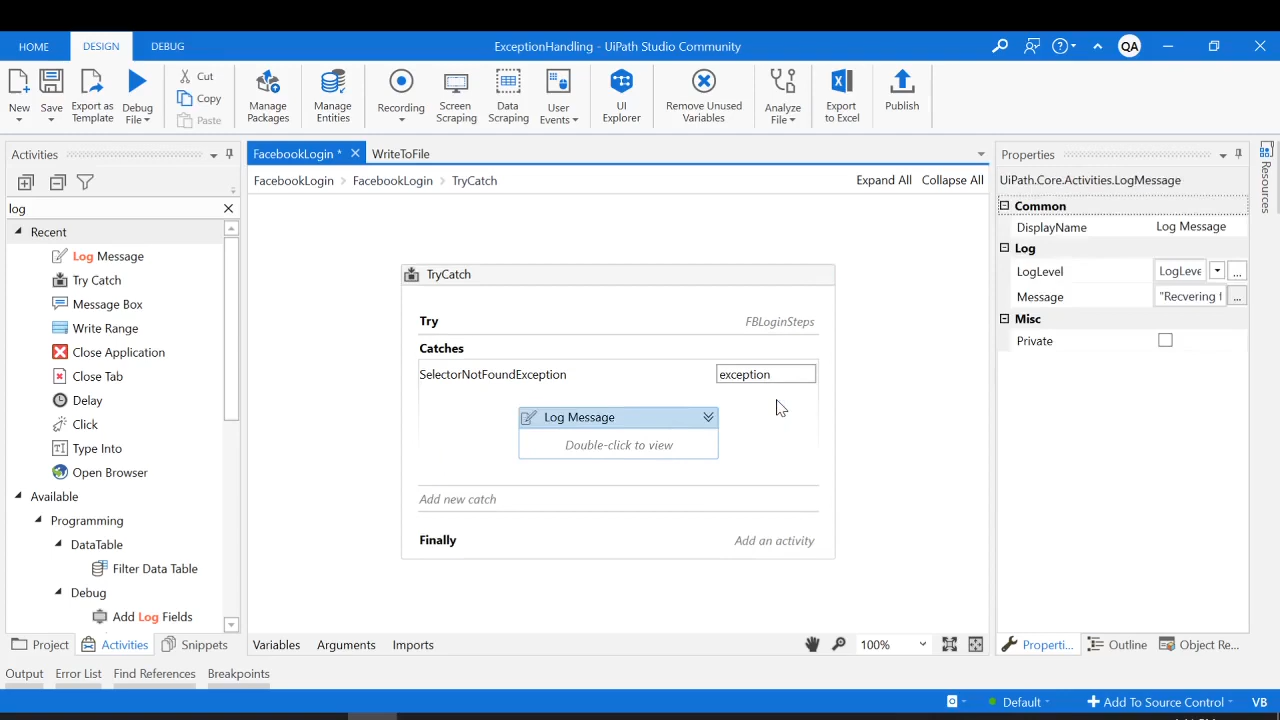 HOME DESIGN DEBUG ExceptionHandling - UiPath Studio Community QA
New Save Export as Template Debug File Cut Copy Paste Manage Packages Manage Entities Recording Screen Scraping Data Scraping User Events UI Explorer Remove Unused Variables Analyze File Export to Excel Publish
Activities
log
Recent
Log Message
Try Catch
Message Box
Write Range
Close Application
Close Tab
Delay
Click
Type Into
Open Browser
Available
Programming
DataTable
Filter Data Table
Debug
Add Log Fields
Project Activities Snippets
FacebookLogin * WriteToFile
FacebookLogin > FacebookLogin > TryCatch Expand All Collapse All
TryCatch
Try FBLoginSteps
Catches
SelectorNotFoundException exception
Log Message
Double-click to view
Add new catch
Finally Add an activity
Variables Arguments Imports 100%
Properties
UiPath.Core.Activities.LogMessage
Common
DisplayName Log Message
Log
LogLevel LogLeve ...
Message "Recvering ...
Misc
Private
Properti... Outline Object Re...
Resources
Output Error List Find References Breakpoints
Default Add To Source Control VB